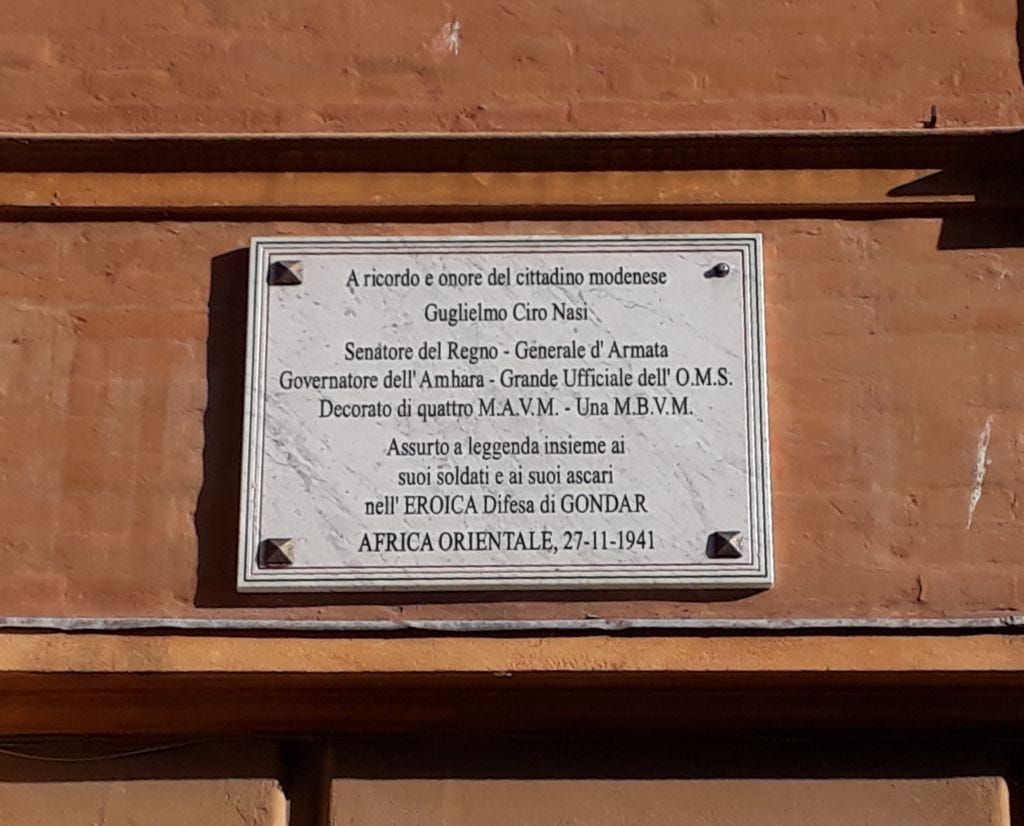 A ricordo e onore del cittadino modenese
Guglielmo Ciro Nasi
Senatore del Regno - Generale d' Armata
Governatore dell' Amhara - Grande Ufficiale dell' O.M.S.
Decorato di quattro M.A.V.M. - Una M.B.V.M.
Assurto a leggenda insieme ai
suoi soldati e ai suoi ascari
nell' EROICA Difesa di GONDAR
AFRICA ORIENTALE, 27-11-1941